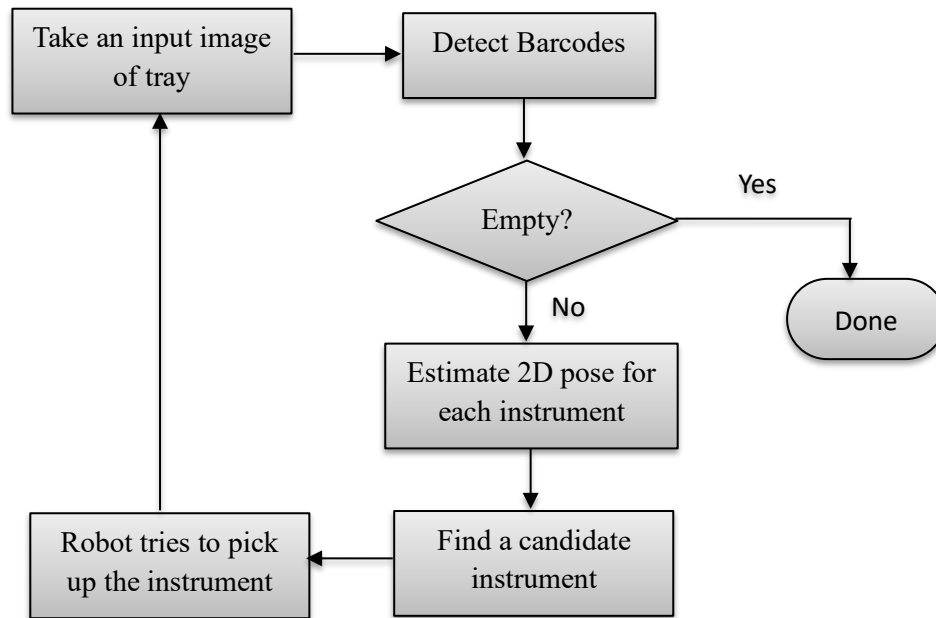 Take an input image
of tray
Detect Barcodes
Empty?
Yes
No
Done
Estimate 2D pose for
each instrument
Find a candidate
instrument
Robot tries to pick
up the instrument